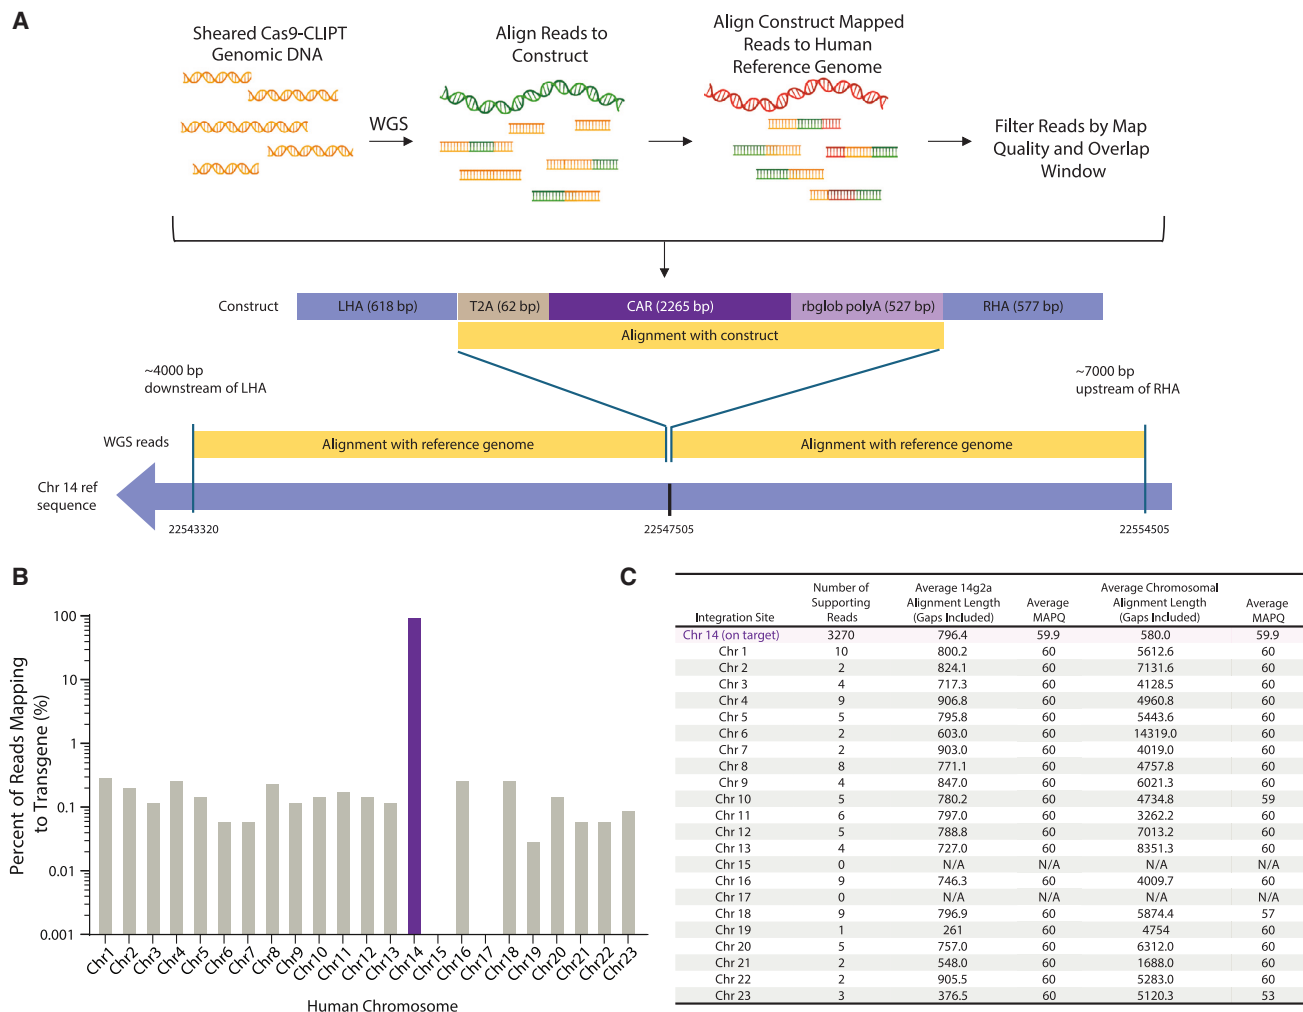 A
Sheared Cas9-CLIPT
Genomic DNA
WGS
Align Reads to
Construct
Align Construct Mapped
Reads to Human
Reference Genome
Filter Reads by Map
Quality and Overlap
Window
Construct
LHA (618 bp)
T2A (62 bp)
CAR (2265 bp)
rbglob polyA (527 bp)
RHA (577 bp)
Alignment with construct
~4000 bp
downstream of LHA
~7000 bp
upstream of RHA
WGS reads
Alignment with reference genome
Alignment with reference genome
Chr 14 ref
sequence
22543320
22547505
22554505
B
Percent of Reads Mapping
to Transgene (%)
100
10
1
0.1
0.01
0.001
Chr1
Chr2
Chr3
Chr4
Chr5
Chr6
Chr7
Chr8
Chr9
Chr10
Chr11
Chr12
Chr13
Chr14
Chr15
Chr16
Chr17
Chr18
Chr19
Chr20
Chr21
Chr22
Chr23
Human Chromosome
C
Integration Site
Number of
Supporting
Reads
Average 14g2a
Alignment Length
(Gaps Included)
Average
MAPQ
Average Chromosomal
Alignment Length
(Gaps Included)
Average
MAPQ
Chr 14 (on target) 3270 796.4 59.9 580.0 59.9
Chr 1 10 800.2 60 5612.6 60
Chr 2 2 824.1 60 7131.6 60
Chr 3 4 717.3 60 4128.5 60
Chr 4 9 906.8 60 4960.8 60
Chr 5 5 795.8 60 5443.6 60
Chr 6 2 603.0 60 14319.0 60
Chr 7 2 903.0 60 4019.0 60
Chr 8 8 771.1 60 4757.8 60
Chr 9 4 847.0 60 6021.3 60
Chr 10 5 780.2 60 4734.8 59
Chr 11 6 797.0 60 3262.2 60
Chr 12 5 788.8 60 7013.2 60
Chr 13 4 727.0 60 8351.3 60
Chr 15 0 N/A N/A N/A N/A
Chr 16 9 746.3 60 4009.7 60
Chr 17 0 N/A N/A N/A N/A
Chr 18 9 796.9 60 5874.4 57
Chr 19 1 261 60 4754 60
Chr 20 5 757.0 60 6312.0 60
Chr 21 2 548.0 60 1688.0 60
Chr 22 2 905.5 60 5283.0 60
Chr 23 3 376.5 60 5120.3 53